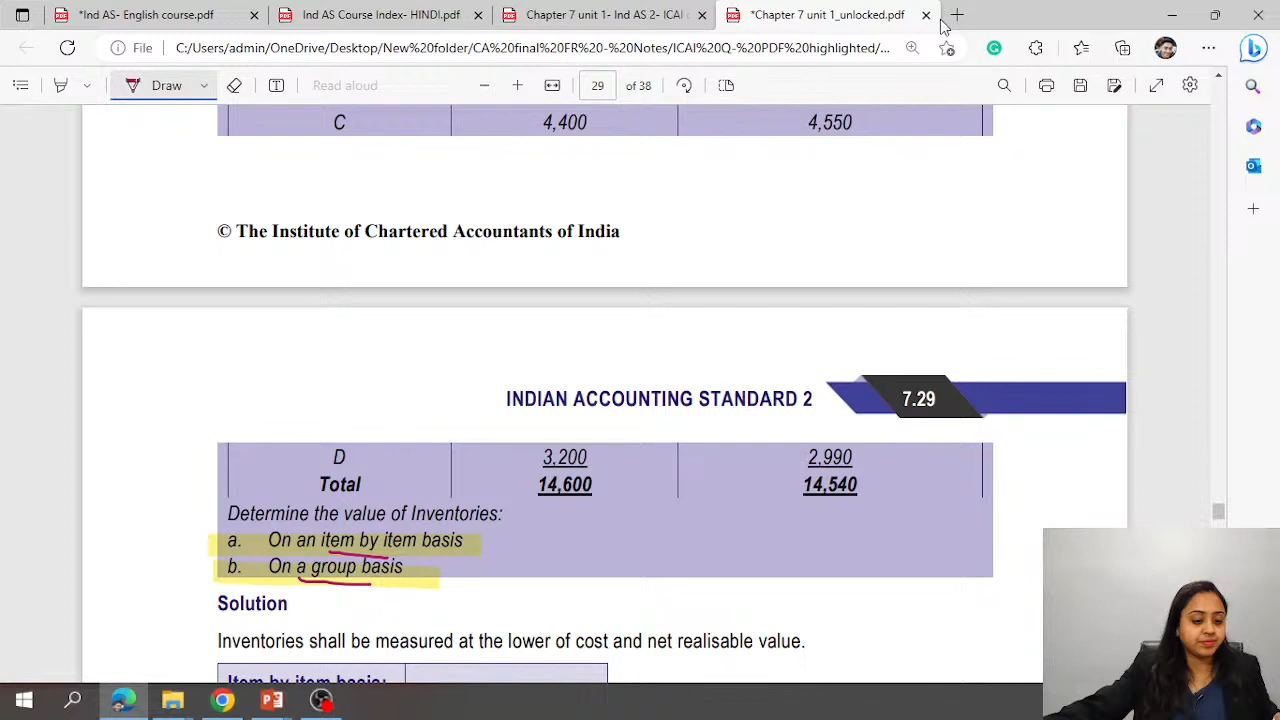 *Ind AS- English course.pdf
Ind AS Course Index- HINDI.pdf
Chapter 7 unit 1- Ind AS 2- ICAI
*Chapter 7 unit 1_unlocked.pdf
File
C:/Users/admin/OneDrive/Desktop/New%20folder/CA%20final%20FR%20-%20Notes/ICAI%20Q-%20PDF%20highlighted/...
Draw
Read aloud
29
of 38
C 4,400 4,550
© The Institute of Chartered Accountants of India
INDIAN ACCOUNTING STANDARD 2
7.29
D 3,200 2,990
Total 14,600 14,540
Determine the value of Inventories:
a. On an item by item basis
b. On a group basis
Solution
Inventories shall be measured at the lower of cost and net realisable value.
Item by item basis: